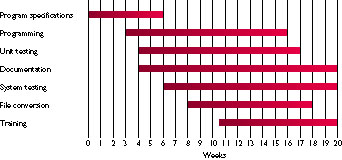 Program specifications
Programming
Unit testing
Documentation
System testing
File conversion
Training
0 1 2 3 4 5 6 7 8 9 10 11 12 13 14 15 16 16 17 18 19 20
Weeks